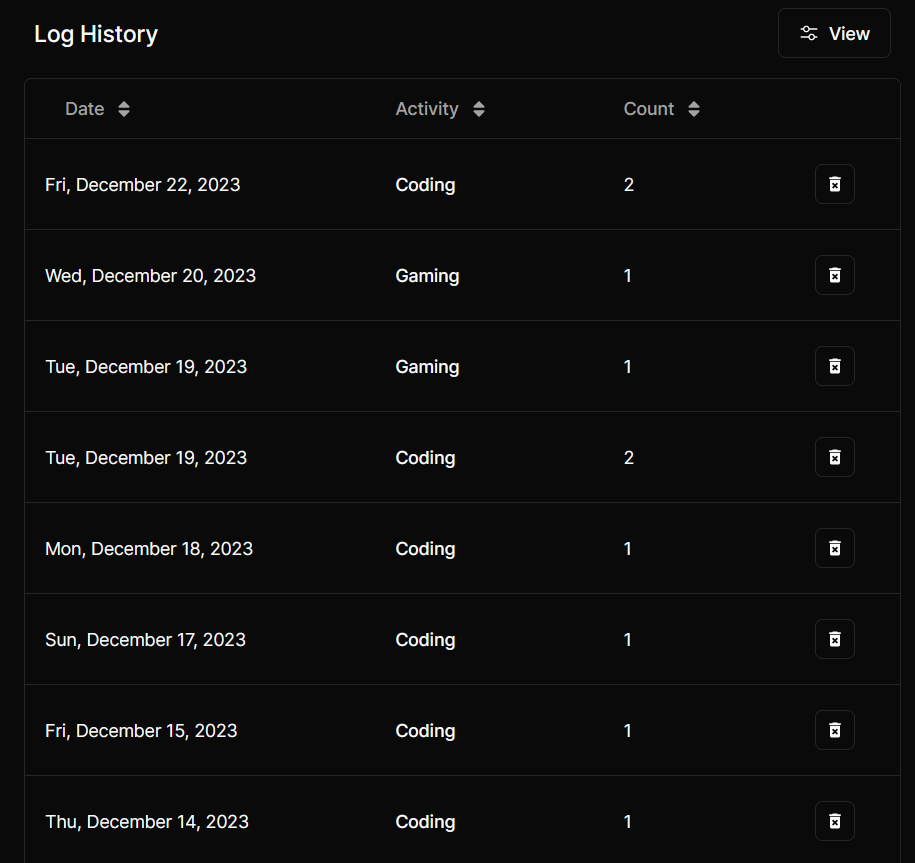 Log History
View
Date Activity Count
Fri, December 22, 2023 Coding 2
Wed, December 20, 2023 Gaming 1
Tue, December 19, 2023 Gaming 1
Tue, December 19, 2023 Coding 2
Mon, December 18, 2023 Coding 1
Sun, December 17, 2023 Coding 1
Fri, December 15, 2023 Coding 1
Thu, December 14, 2023 Coding 1